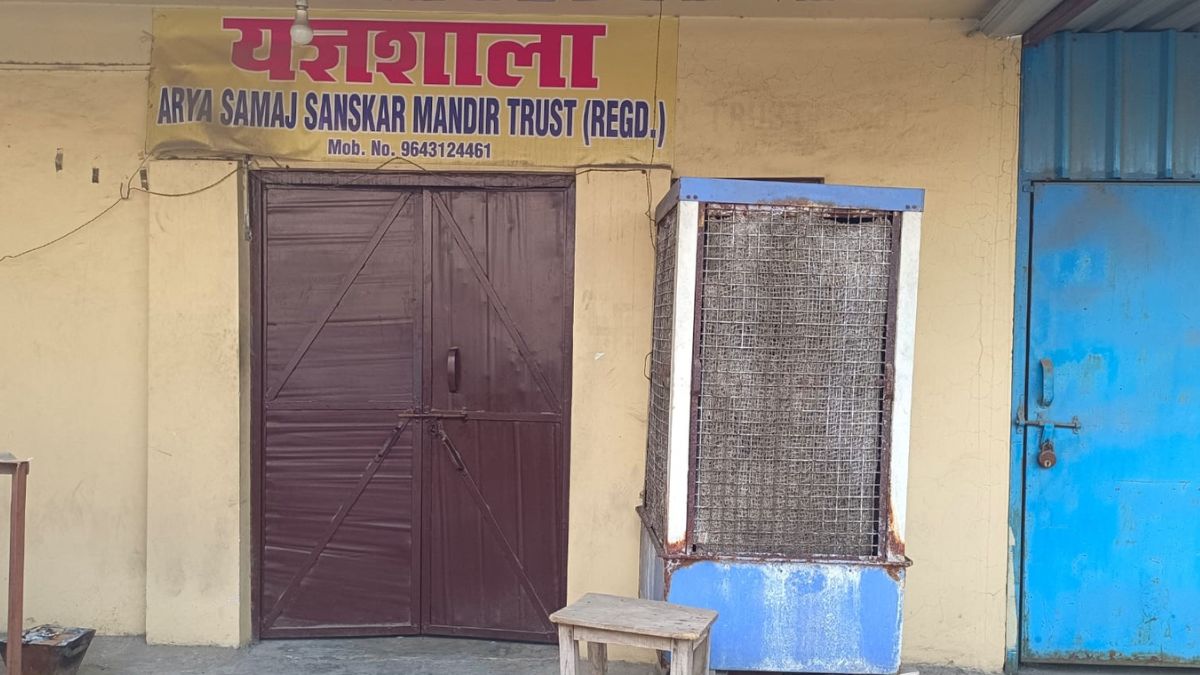 यज्ञशाला
ARYA SAMAJ SANSKAR MANDIR TRUST (REGD.)
Mob. No. 9643124461